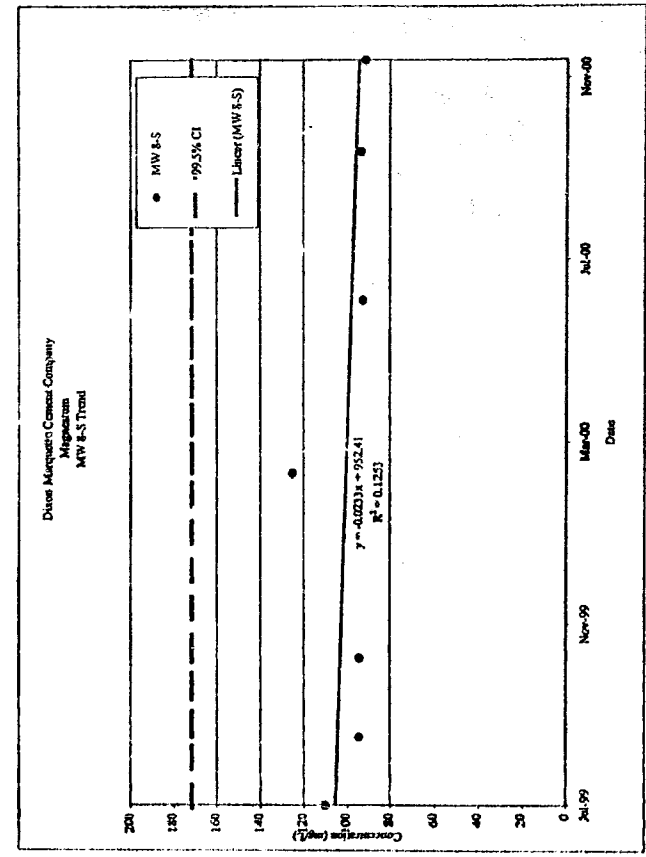 Dixon Marquette Cement Company
Magnesium
MW 8-S Trend
200
180
160
140
120
100
80
60
40
20
0
Concentration (mg/L)
MW 8-S
99.5% CI
Linear (MW 8-S)
y = -0.0233x + 952.41
R² = 0.1253
Jul-99
Nov-99
Mar-00
Jul-00
Nov-00
Date